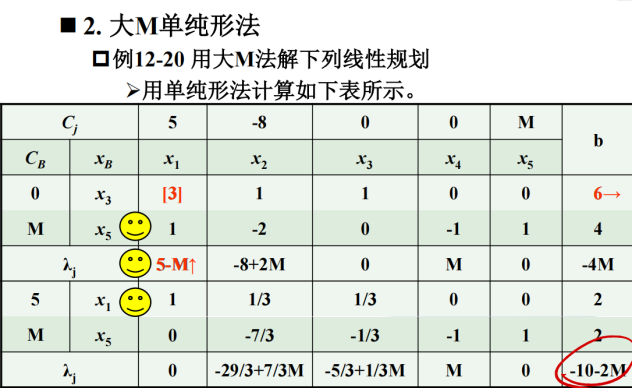 ■ 2. 大M单纯形法
例12-20 用大M法解下列线性规划
➢用单纯形法计算如下表所示。
Cj 5 -8 0 0 M b
CB xB x1 x2 x3 x4 x5
0 x3 [3] 1 1 0 0 6→
M x5 1 -2 0 -1 1 4
λj 5-M↑ -8+2M 0 M 0 -4M
5 x1 1 1/3 1/3 0 0 2
M x5 0 -7/3 -1/3 -1 1 2
λj 0 -29/3+7/3M -5/3+1/3M M 0 -10-2M